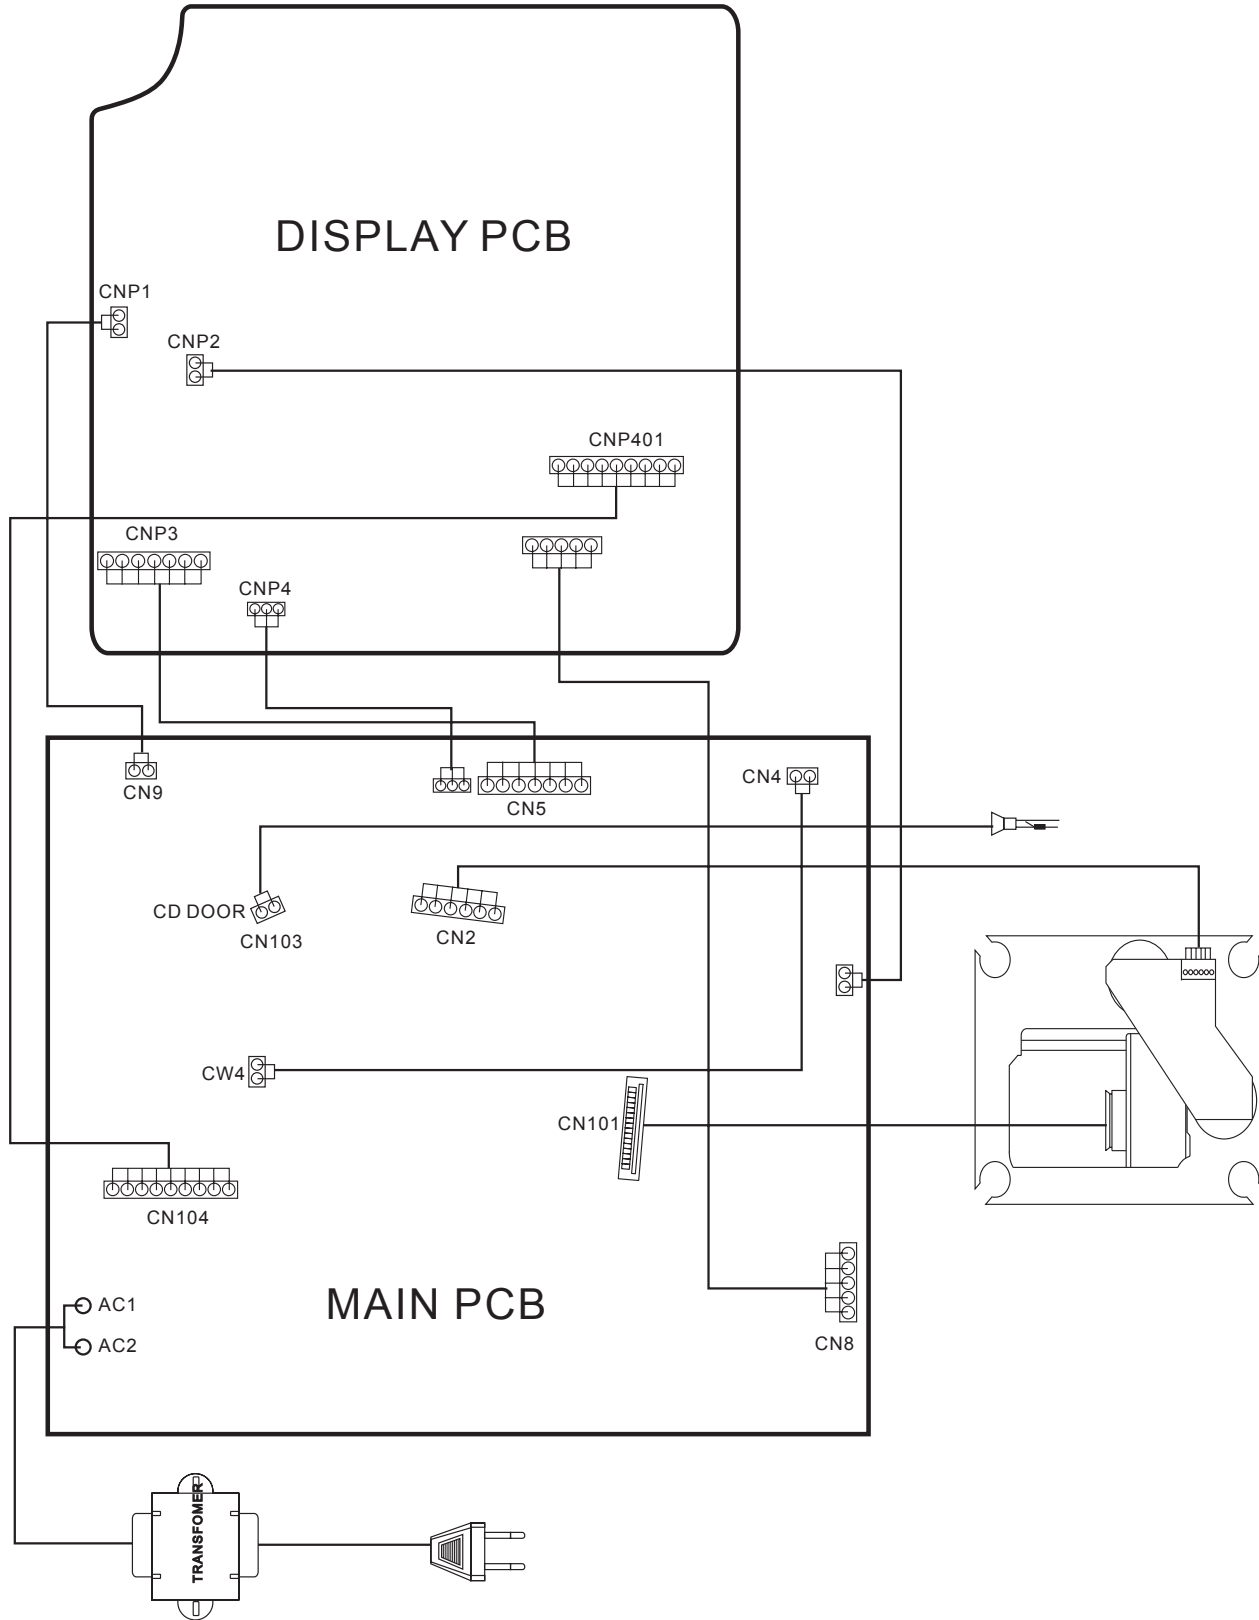 DISPLAY PCB
CNP1
CNP2
CNP401
CNP3
CNP4
CN9
CN5
CN4
CD DOOR
CN103
CN2
CW4
CN101
CN104
AC1
MAIN PCB
AC2
CN8
TRANSFOMER